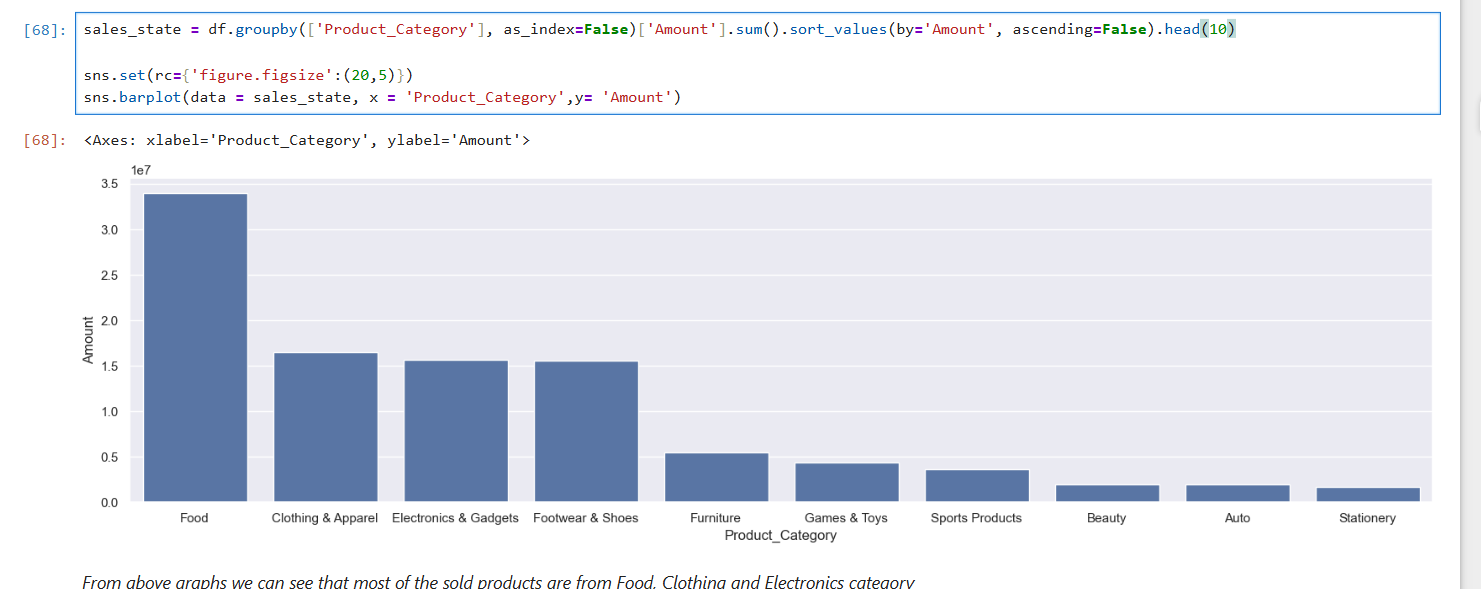 [68]: sales_state = df.groupby(['Product_Category'], as_index=False)['Amount'].sum().sort_values(by='Amount', ascending=False).head(10)
sns.set(rc={'figure.figsize':(20,5)})
sns.barplot(data = sales_state, x = 'Product_Category',y= 'Amount')
[68]: <Axes: xlabel='Product_Category', ylabel='Amount'>
1e7
3.5
3.0
2.5
2.0
1.5
1.0
0.5
0.0
Amount
Food Clothing & Apparel Electronics & Gadgets Footwear & Shoes Furniture Games & Toys Sports Products Beauty Auto Stationery
Product_Category
From above graphs we can see that most of the sold products are from Food, Clothing and Electronics category